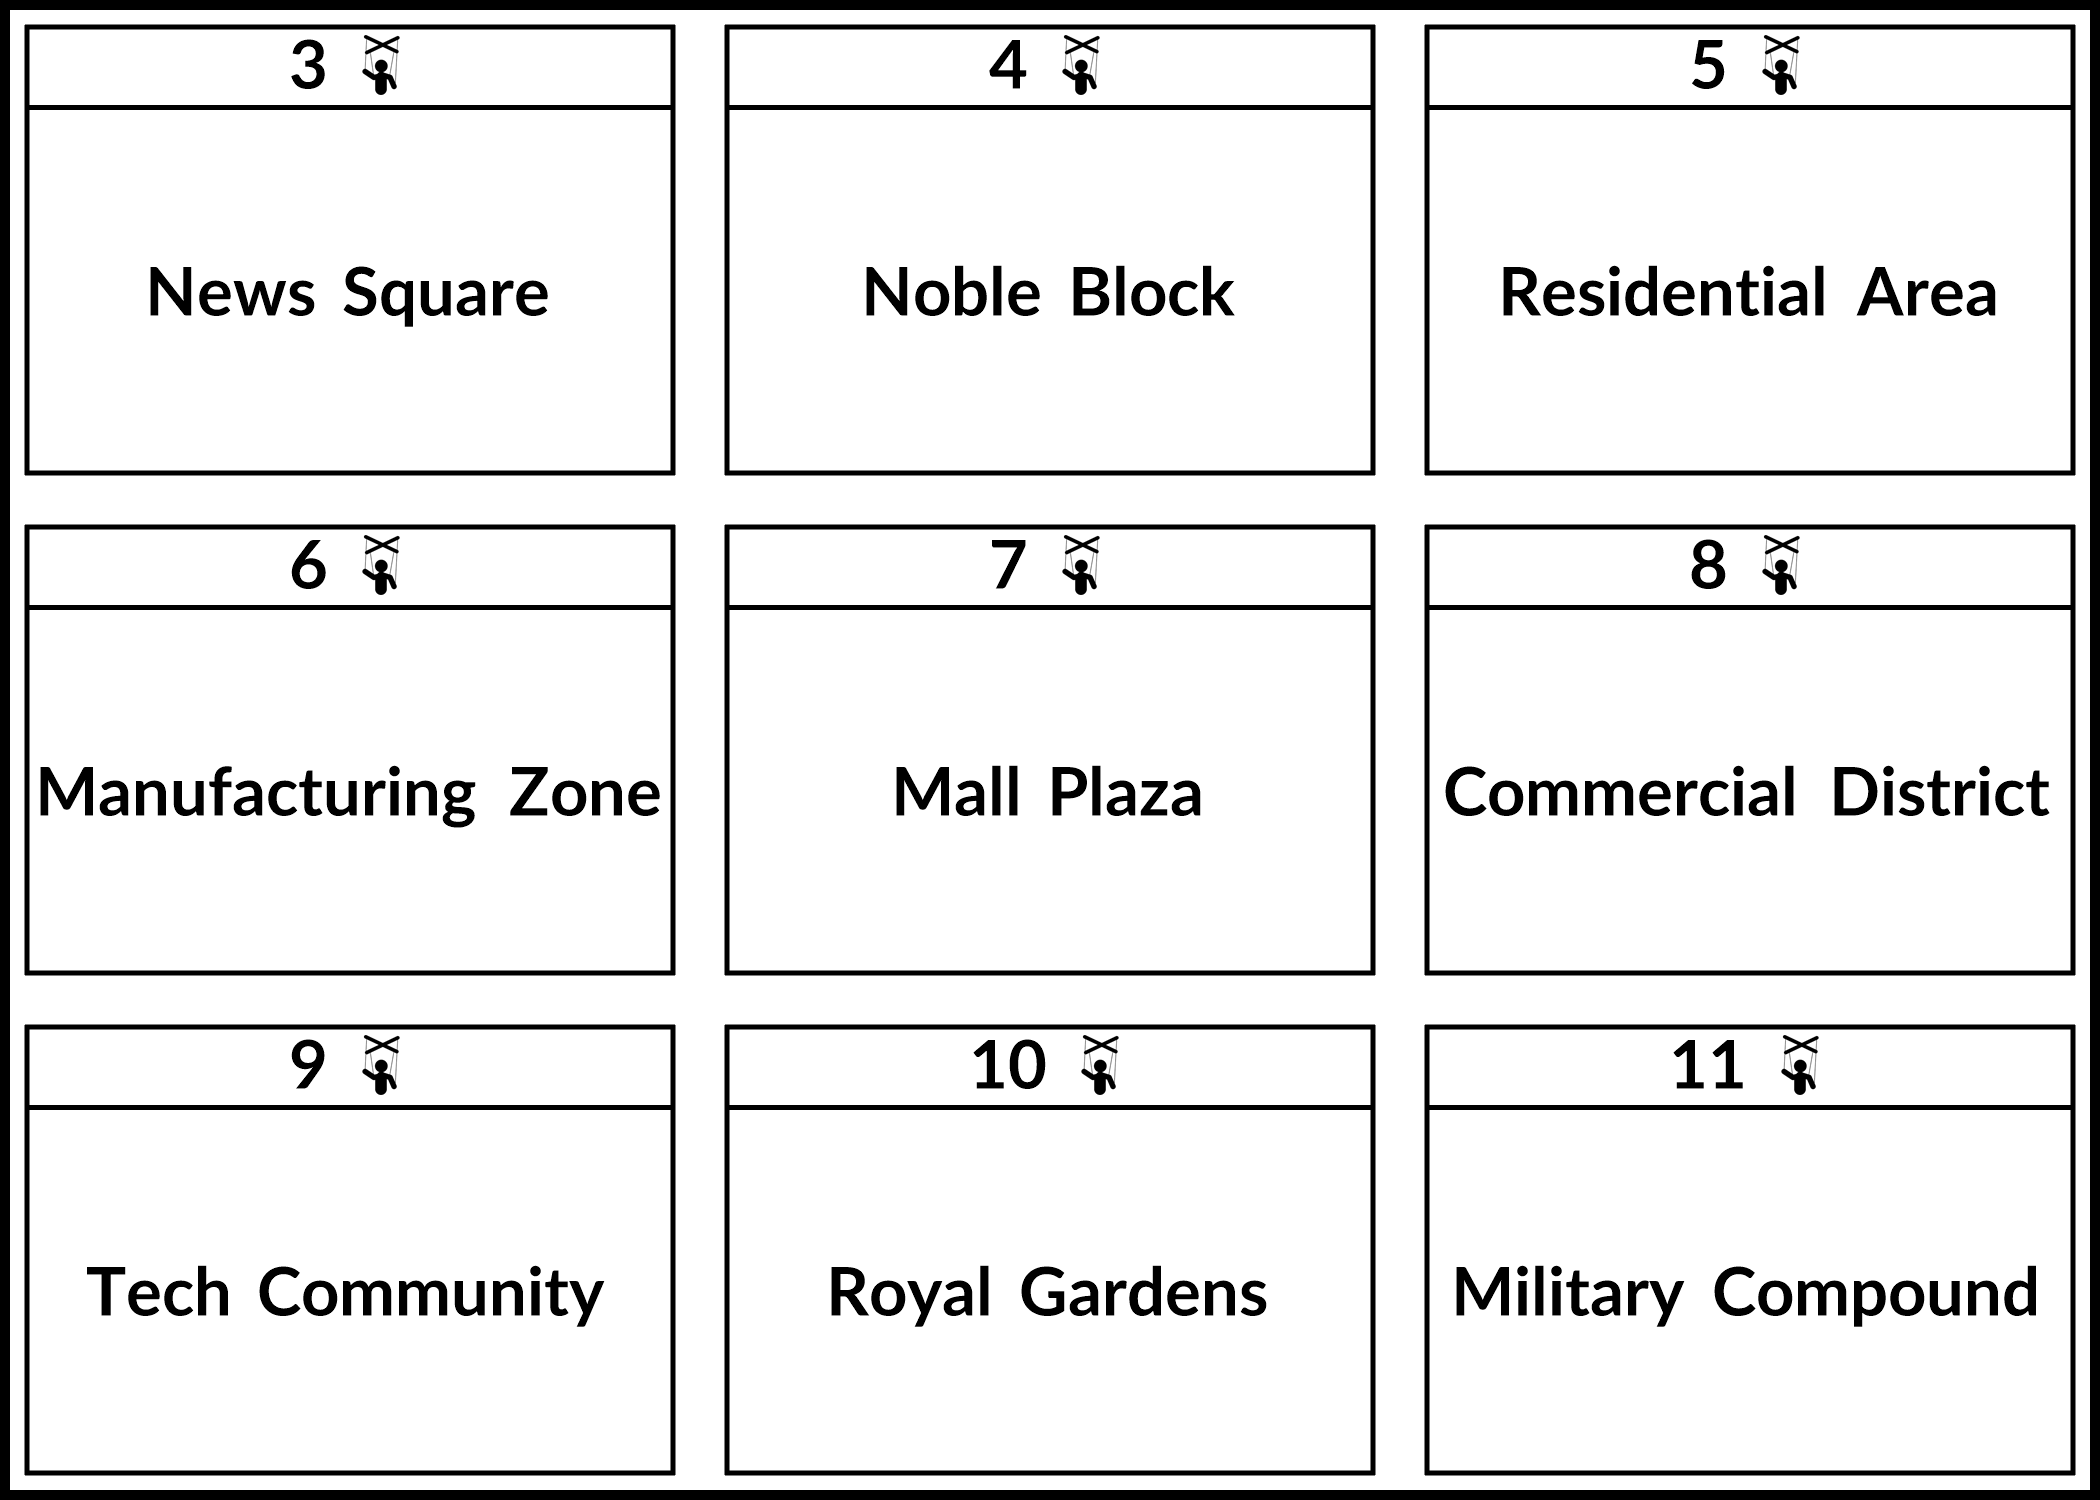 3
4
5
News Square
Noble Block
Residential Area
6
7
8
Manufacturing Zone
Mall Plaza
Commercial District
9
10
11
Tech Community
Royal Gardens
Military Compound